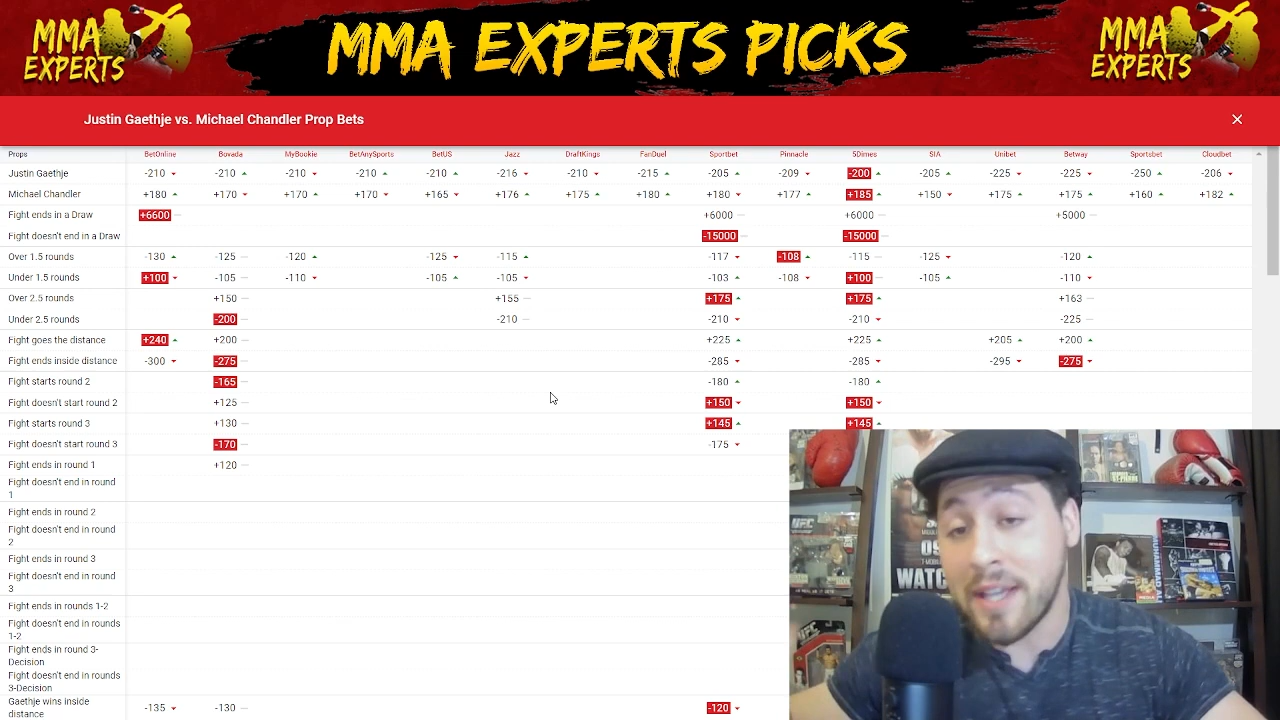 MMA EXPERTS
MMA EXPERTS PICKS
MMA EXPERTS
Justin Gaethje vs. Michael Chandler Prop Bets
Props BetOnline Bovada MyBookie BetAnySports BetUS Jazz DraftKings FanDuel Sportbet Pinnacle 5Dimes SIA Unibet Betway Sportsbet Cloudbet
Justin Gaethje -210 -210 -210 -210 -210 -216 -210 -215 -205 -209 -200 -205 -225 -225 -250 -206
Michael Chandler +180 +170 +170 +170 +165 +176 +175 +180 +180 +177 +185 +150 +175 +175 +160 +182
Fight ends in a Draw +6600 +6000 +6000 +5000
Fight doesn't end in a Draw -15000 -15000
Over 1.5 rounds -130 -125 -120 -125 -115 -117 -108 -115 -125 -120
Under 1.5 rounds +100 -105 -110 -105 -105 -103 -108 +100 -105 -110
Over 2.5 rounds +150 +155 +175 +175 +163
Under 2.5 rounds -200 -210 -210 -210 -225
Fight goes the distance +240 +200 +225 +225 +205 +200
Fight ends inside distance -300 -275 -285 -285 -295 -275
Fight starts round 2 -165 -180 -180
Fight doesn't start round 2 +125 +150 +150
Fight starts round 3 +130 +145 +145
Fight doesn't start round 3 -170 -175
Fight ends in round 1 +120
Fight doesn't end in round
1
Fight ends in round 2
Fight doesn't end in round
2
Fight ends in round 3
Fight doesn't end in round
3
Fight ends in rounds 1-2
Fight doesn't end in rounds
1-2
Fight ends in round 3-
Decision
Fight doesn't end in rounds
3-Decision
Gaethje wins inside
distance -135 -130 -120
UFC
WATC
UFC
MUHAMMAD